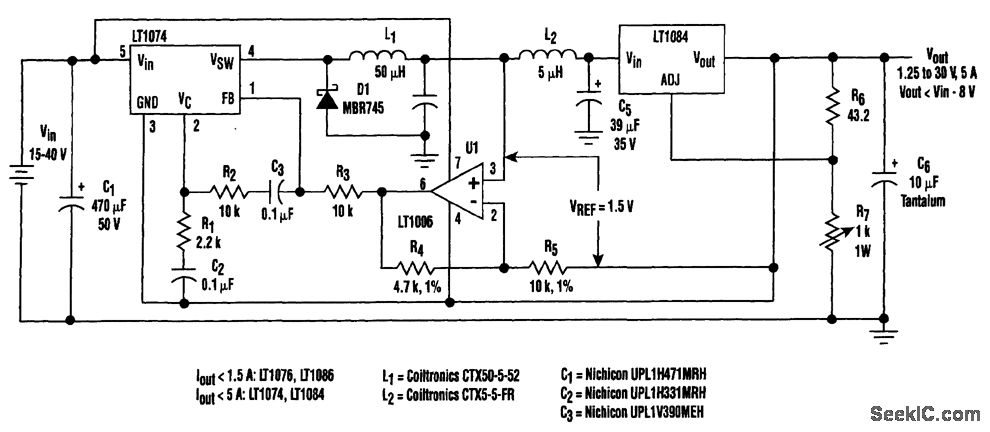 LT1074
L1
L2
LT1084
5
Vin
VSW
4
50 µH
5 µH
Vin
Vout
Vout
1.25 to 30 V, 5 A
Vout < Vin - 8 V
GND
VC
FB
1
D1
MBR745
ADJ
3
2
+
C5
39 µF
35 V
R6
43.2
Vin
15-40 V
+
C1
470 µF
50 V
R2
10 k
C3
0.1 µF
R3
10 k
U1
7
3
6
+
-
4
2
LT1006
VREF = 1.5 V
+
C6
10 µF
Tantalum
R1
2.2 k
C2
0.1 µF
R4
4.7 k, 1%
R5
10 k, 1%
R7
1 k
1W
Iout < 1.5 A: LT1076, LT1086
Iout < 5 A: LT1074, LT1084
L1 = Coiltronics CTX50-5-52
L2 = Coiltronics CTX5-5-FR
C1 = Nichicon UPL1H471MRH
C2 = Nichicon UPL1H331MRH
C3 = Nichicon UPL1V390MEH
SeekIC.com